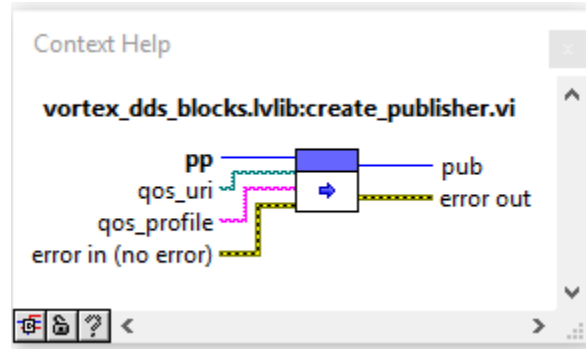 Context Help
vortex_dds_blocks.lvlib:create_publisher.vi
pp
pub
qos_uri
error out
qos_profile
error in (no error)